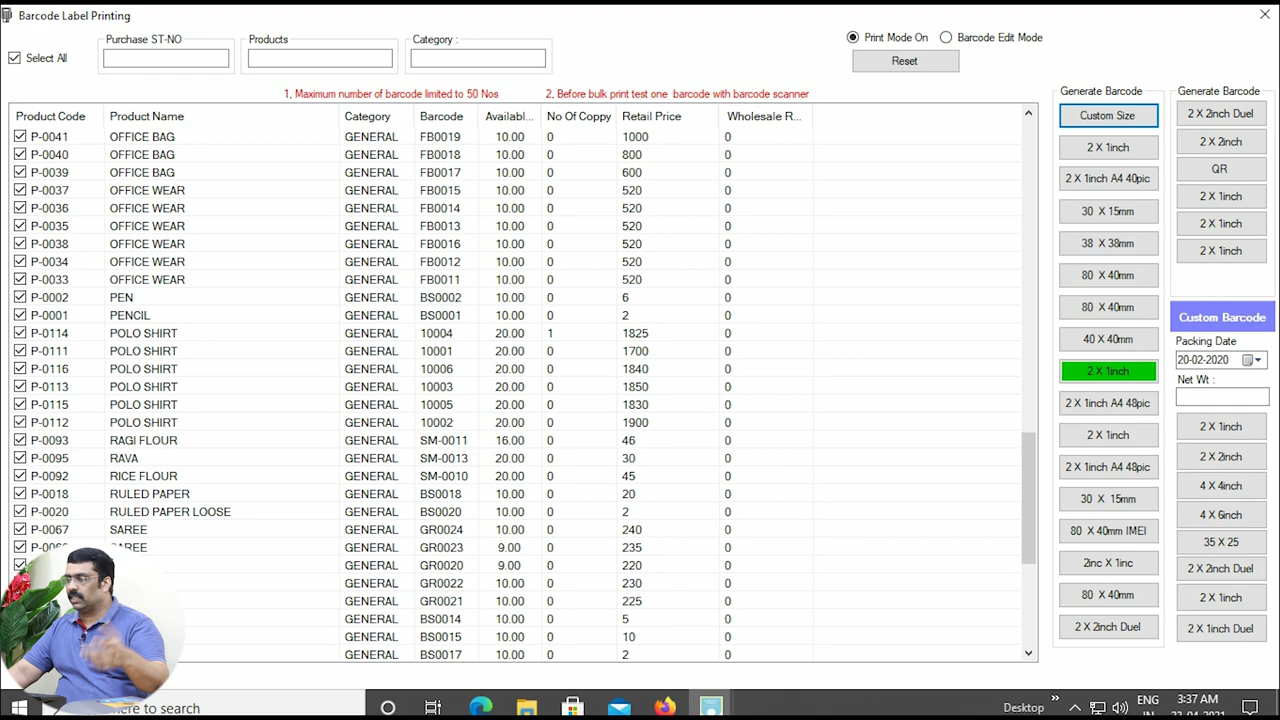 Barcode Label Printing
Select All
Purchase ST-NO
Products
Category :
Print Mode On
Barcode Edit Mode
Reset
1, Maximum number of barcode limited to 50 Nos
2, Before bulk print test one barcode with barcode scanner
Product Code Product Name Category Barcode Availabl... No Of Coppy Retail Price Wholesale R...
P-0041 OFFICE BAG GENERAL FB0019 10.00 0 1000 0
P-0040 OFFICE BAG GENERAL FB0018 10.00 0 800 0
P-0039 OFFICE BAG GENERAL FB0017 10.00 0 600 0
P-0037 OFFICE WEAR GENERAL FB0015 10.00 0 520 0
P-0036 OFFICE WEAR GENERAL FB0014 10.00 0 520 0
P-0035 OFFICE WEAR GENERAL FB0013 10.00 0 520 0
P-0038 OFFICE WEAR GENERAL FB0016 10.00 0 520 0
P-0034 OFFICE WEAR GENERAL FB0012 10.00 0 520 0
P-0033 OFFICE WEAR GENERAL FB0011 10.00 0 520 0
P-0002 PEN GENERAL BS0002 10.00 0 6 0
P-0001 PENCIL GENERAL BS0001 10.00 0 2 0
P-0114 POLO SHIRT GENERAL 10004 20.00 1 1825 0
P-0111 POLO SHIRT GENERAL 10001 20.00 0 1700 0
P-0116 POLO SHIRT GENERAL 10006 20.00 0 1840 0
P-0113 POLO SHIRT GENERAL 10003 20.00 0 1850 0
P-0115 POLO SHIRT GENERAL 10005 20.00 0 1830 0
P-0112 POLO SHIRT GENERAL 10002 20.00 0 1900 0
P-0093 RAGI FLOUR GENERAL SM-0011 16.00 0 46 0
P-0095 RAVA GENERAL SM-0013 20.00 0 30 0
P-0092 RICE FLOUR GENERAL SM-0010 20.00 0 45 0
P-0018 RULED PAPER GENERAL BS0018 10.00 0 20 0
P-0020 RULED PAPER LOOSE GENERAL BS0020 10.00 0 2 0
P-0067 SAREE GENERAL GR0024 10.00 0 240 0
GENERAL GR0023 9.00 0 235 0
GENERAL GR0020 9.00 0 220 0
GENERAL GR0022 10.00 0 230 0
GENERAL GR0021 10.00 0 225 0
GENERAL BS0014 10.00 0 5 0
GENERAL BS0015 10.00 0 10 0
GENERAL BS0017 10.00 0 2 0
Generate Barcode
Custom Size
2 X 1inch
2 X 1inch A4 40pic
30 X 15mm
38 X 38mm
80 X 40mm
80 X 40mm
40 X 40mm
2 X 1inch
2 X 1inch A4 48pic
2 X 1inch
2 X 1inch A4 48pic
30 X 15mm
80 X 40mm IMEI
2inc X 1inc
80 X 40mm
2 X 2inch Duel
Generate Barcode
2 X 2inch Duel
2 X 2inch
QR
2 X 1inch
2 X 1inch
2 X 1inch
Custom Barcode
Packing Date
20-02-2020
Net Wt :
2 X 1inch
2 X 2inch
4 X 4inch
4 X 6inch
35 X 25
2 X 2inch Duel
2 X 1inch
2 X 1inch Duel
to search
Desktop
ENG
3:37 AM